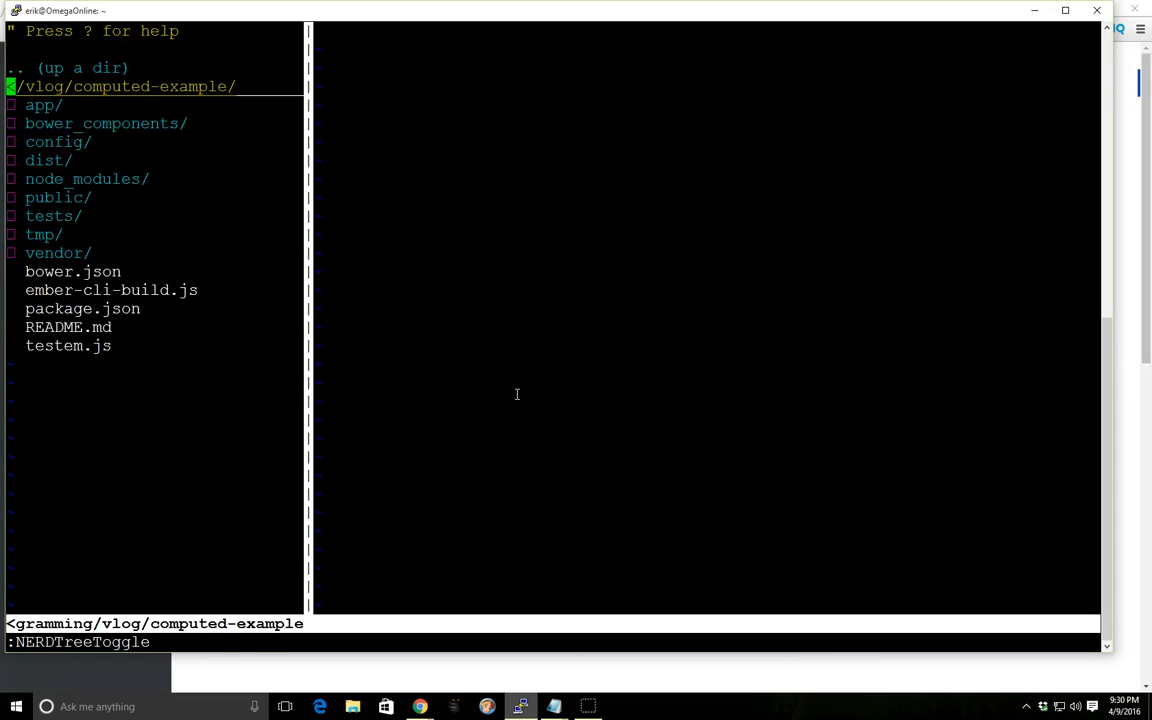 erik@OmegaOnline: ~
" Press ? for help
.. (up a dir)
</vlog/computed-example/
app/
bower_components/
config/
dist/
node_modules/
public/
tests/
tmp/
vendor/
bower.json
ember-cli-build.js
package.json
README.md
testem.js
<gramming/vlog/computed-example
:NERDTreeToggle
Ask me anything
9:30 PM
4/9/2016